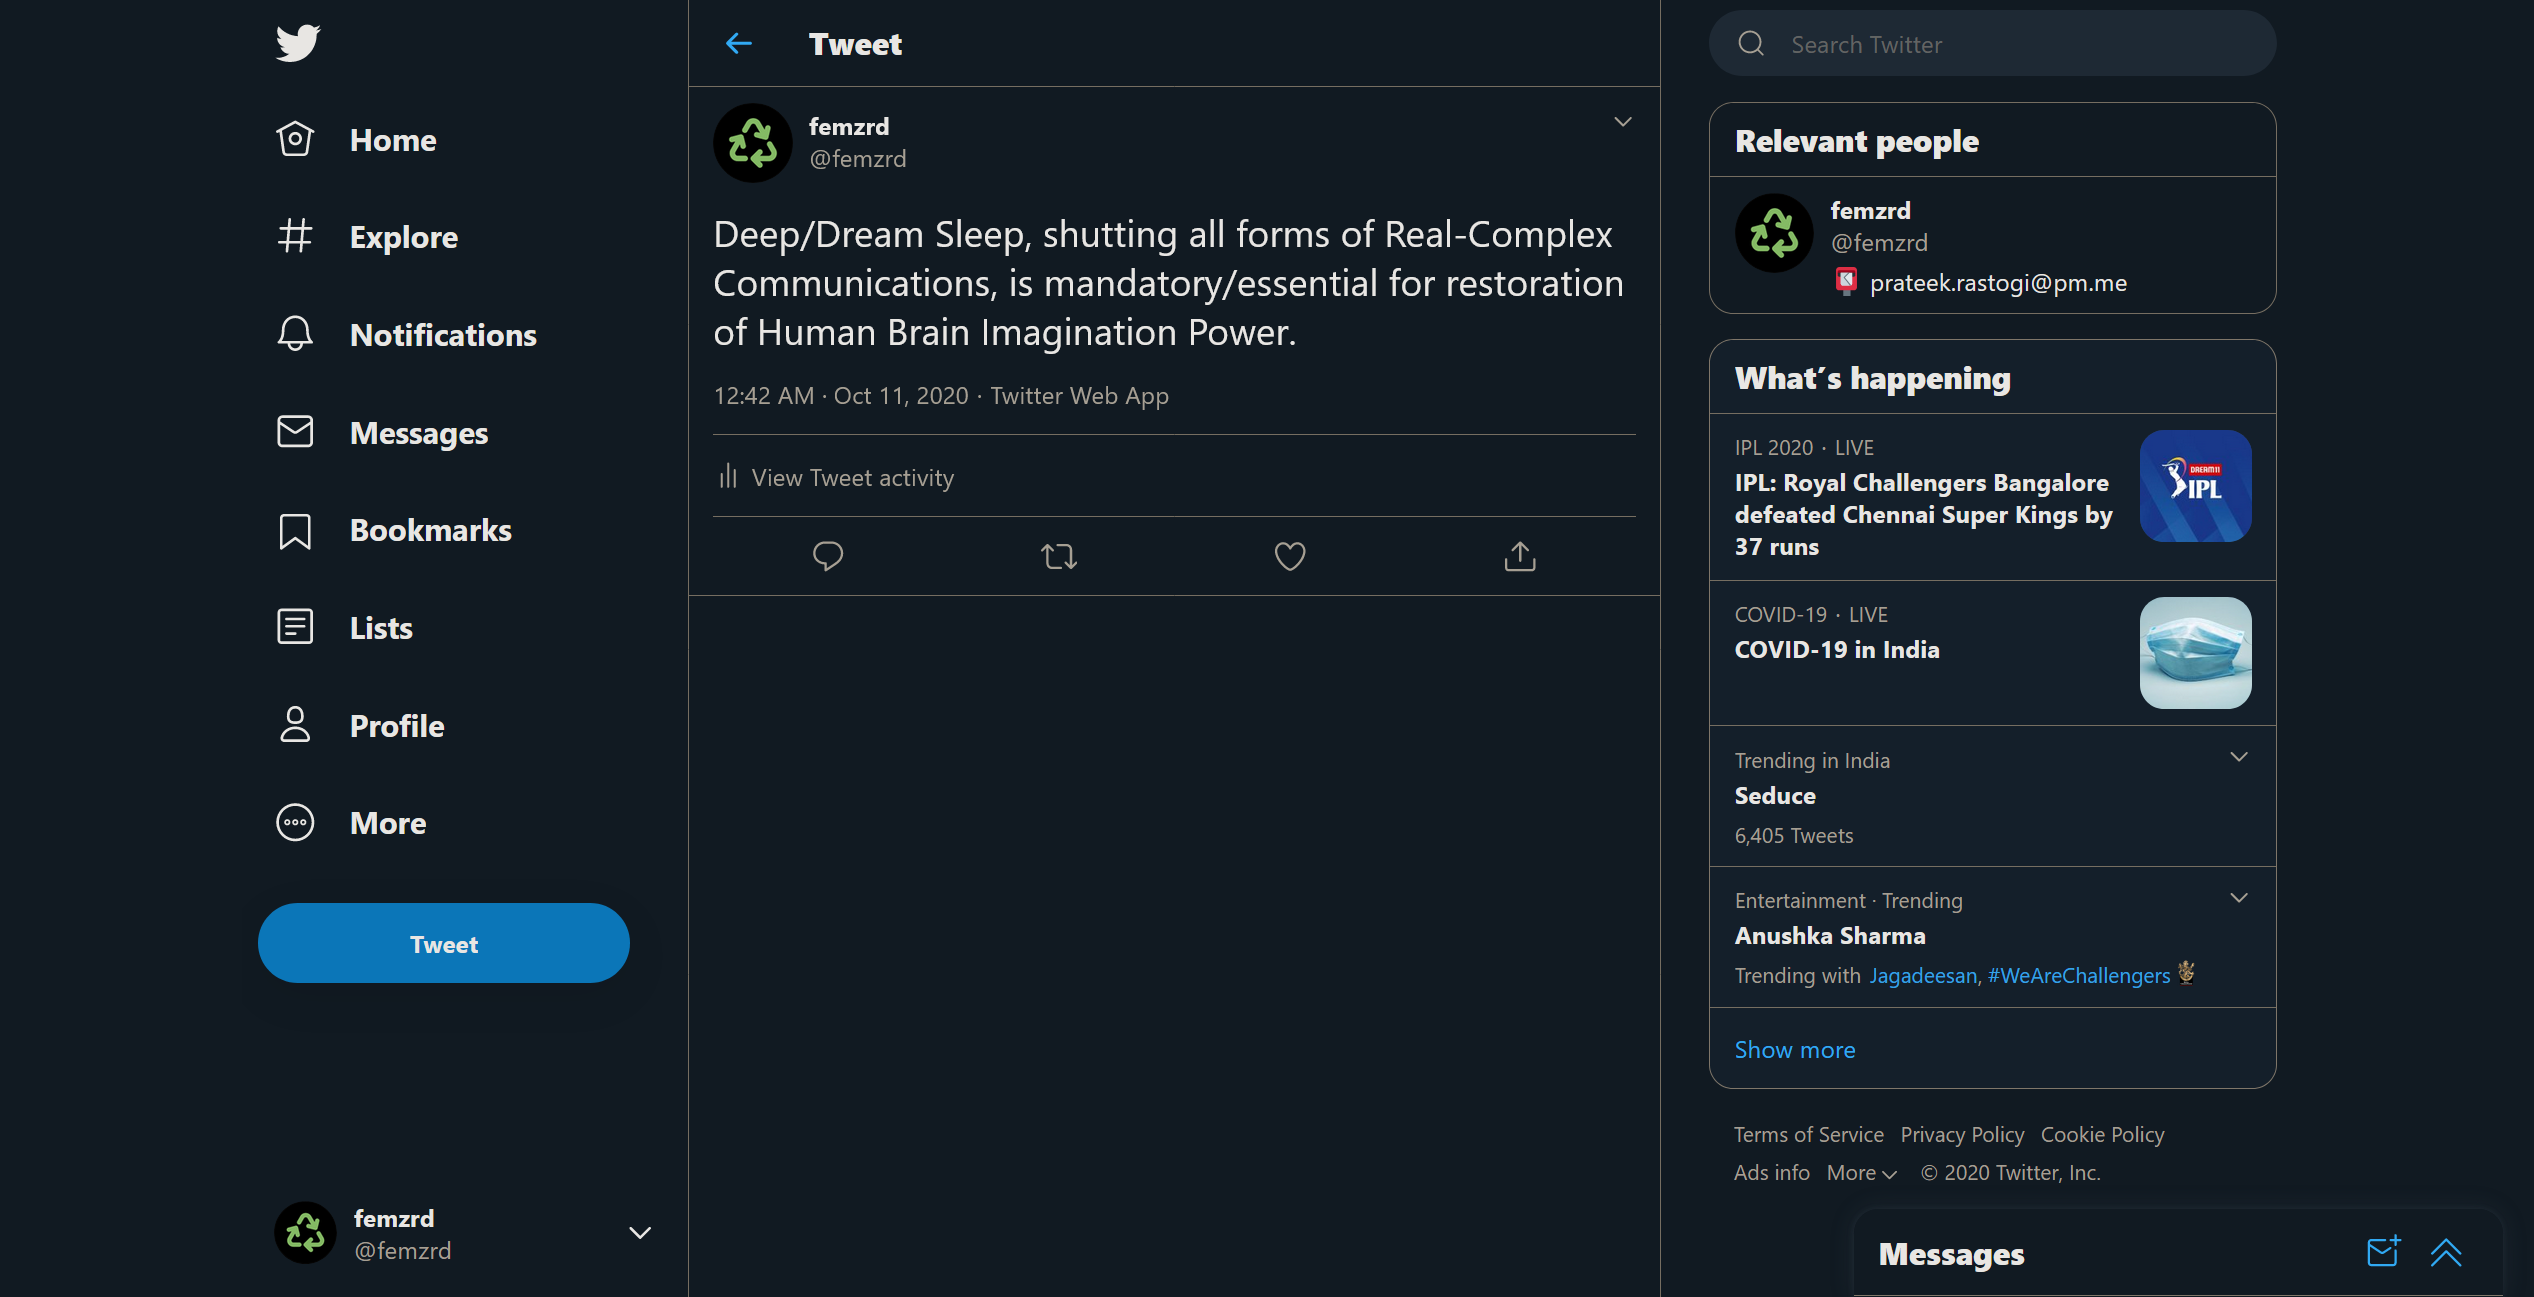 Home
Explore
Notifications
Messages
Bookmarks
Lists
Profile
More
Tweet
femzrd
@femzrd
Tweet
femzrd
@femzrd
Deep/Dream Sleep, shutting all forms of Real-Complex
Communications, is mandatory/essential for restoration
of Human Brain Imagination Power.
12:42 AM · Oct 11, 2020 · Twitter Web App
View Tweet activity
Search Twitter
Relevant people
femzrd
@femzrd
prateek.rastogi@pm.me
What's happening
IPL 2020 · LIVE
IPL: Royal Challengers Bangalore
defeated Chennai Super Kings by
37 runs
DREAM11
IPL
COVID-19 · LIVE
COVID-19 in India
Trending in India
Seduce
6,405 Tweets
Entertainment · Trending
Anushka Sharma
Trending with Jagadeesan, #WeAreChallengers
Show more
Terms of Service Privacy Policy Cookie Policy
Ads info More © 2020 Twitter, Inc.
Messages